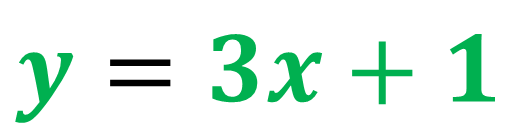 y = 3x + 1